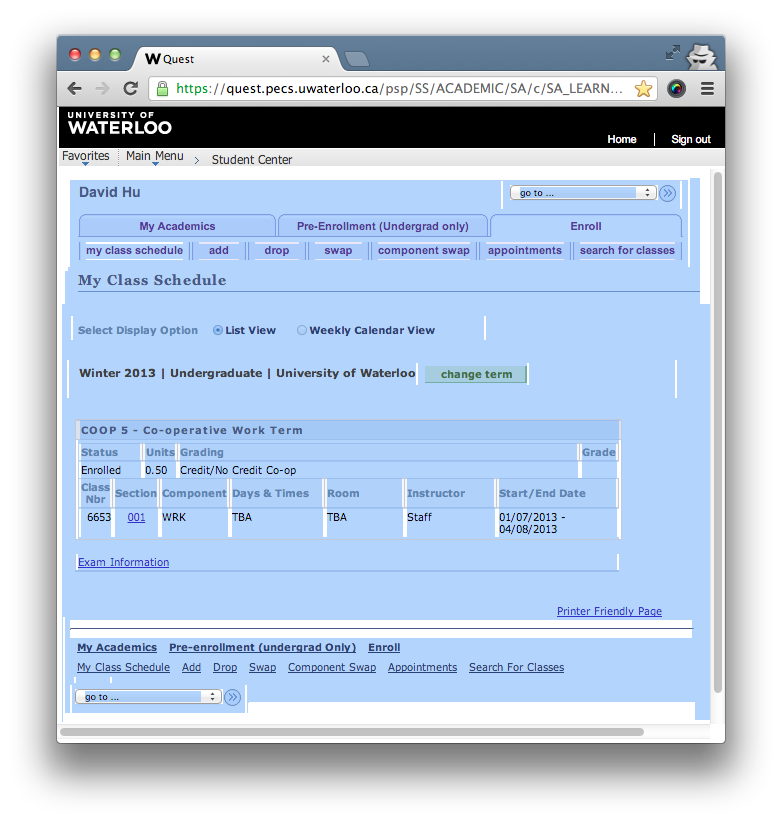 W Quest
https://quest.pecs.uwaterloo.ca/psp/SS/ACADEMIC/SA/c/SA_LEARN...
UNIVERSITY OF
WATERLOO
Home | Sign out
Favorites Main Menu > Student Center
David Hu go to ...
My Academics Pre-Enrollment (Undergrad only) Enroll
my class schedule add drop swap component swap appointments search for classes
My Class Schedule
Select Display Option List View Weekly Calendar View
Winter 2013 | Undergraduate | University of Waterloo change term
COOP 5 - Co-operative Work Term
Status Units Grading Grade
Enrolled 0.50 Credit/No Credit Co-op
Class Nbr Section Component Days & Times Room Instructor Start/End Date
6653 001 WRK TBA TBA Staff 01/07/2013 -
04/08/2013
Exam Information
Printer Friendly Page
My Academics Pre-enrollment (undergrad Only) Enroll
My Class Schedule Add Drop Swap Component Swap Appointments Search For Classes
go to ...